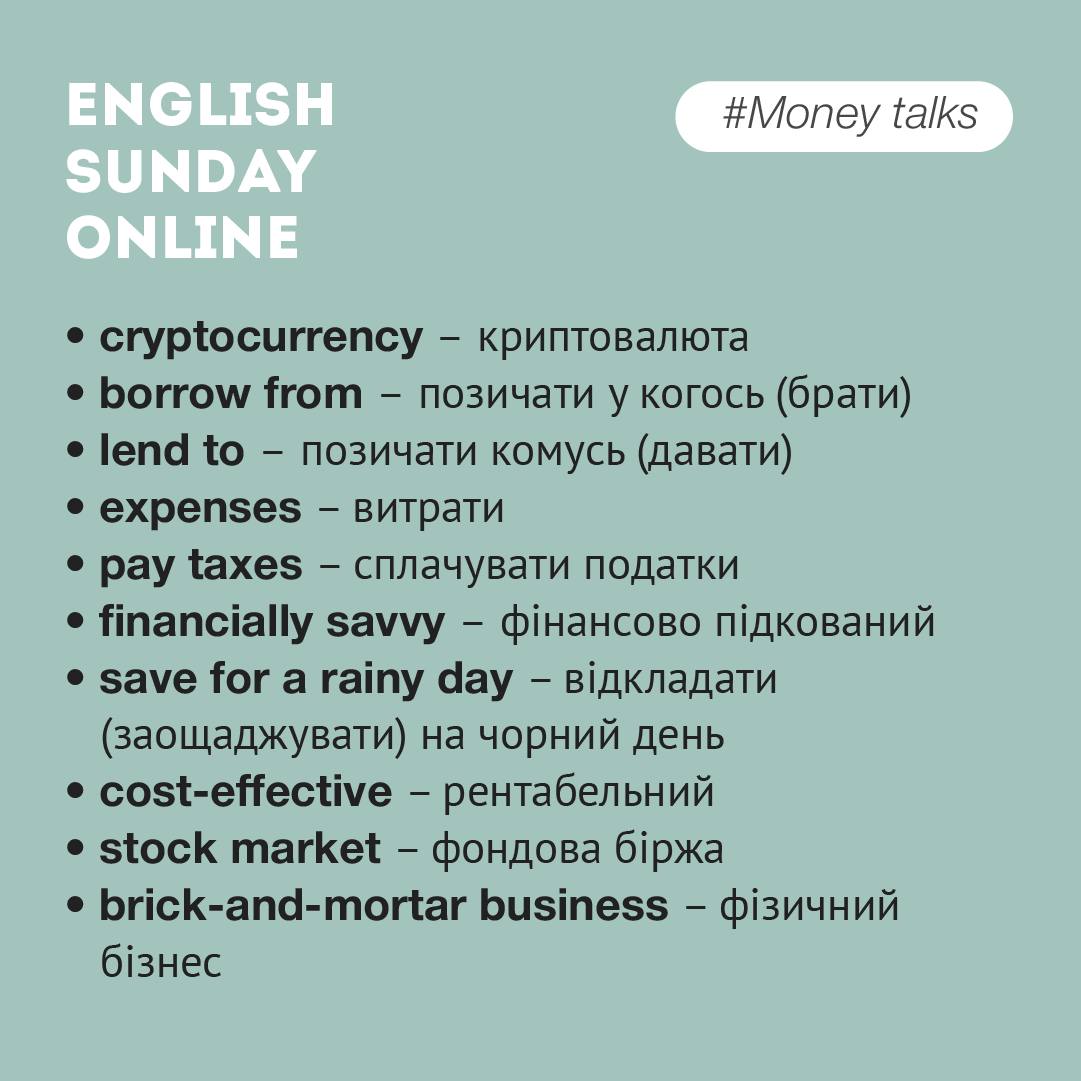 ENGLISH
SUNDAY
ONLINE
#Money talks
• cryptocurrency – криптовалюта
• borrow from – позичати у когось (брати)
• lend to – позичати комусь (давати)
• expenses – витрати
• pay taxes – сплачувати податки
• financially savvy – фінансово підкований
• save for a rainy day – відкладати
(заощаджувати) на чорний день
• cost-effective – рентабельний
• stock market – фондова біржа
• brick-and-mortar business – фізичний
бізнес